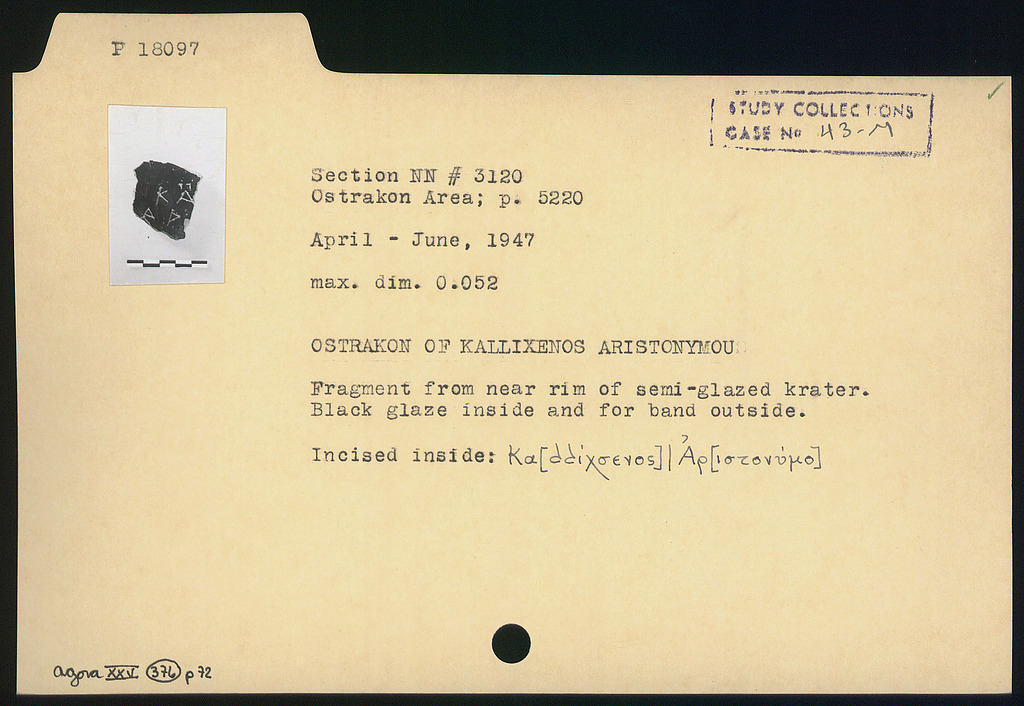 P 18097
STUDY COLLECTIONS
CASE No 43-M
Section NN # 3120
Ostrakon Area; p. 5220
April - June, 1947
max. dim. 0.052
OSTRAKON OF KALLIXENOS ARISTONYMOU
Fragment from near rim of semi-glazed krater.
Black glaze inside and for band outside.
Incised inside: Κα[λλίχσενος] | Ἀρ[ιστονύμο]
Κ Α
Α Ρ
Agora XXV 376 p 72